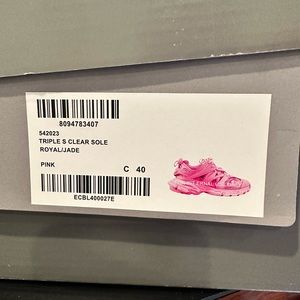 8094783407
542023
TRIPLE S CLEAR SOLE
ROYAL/JADE
PINK
C 40
ECBL400027E